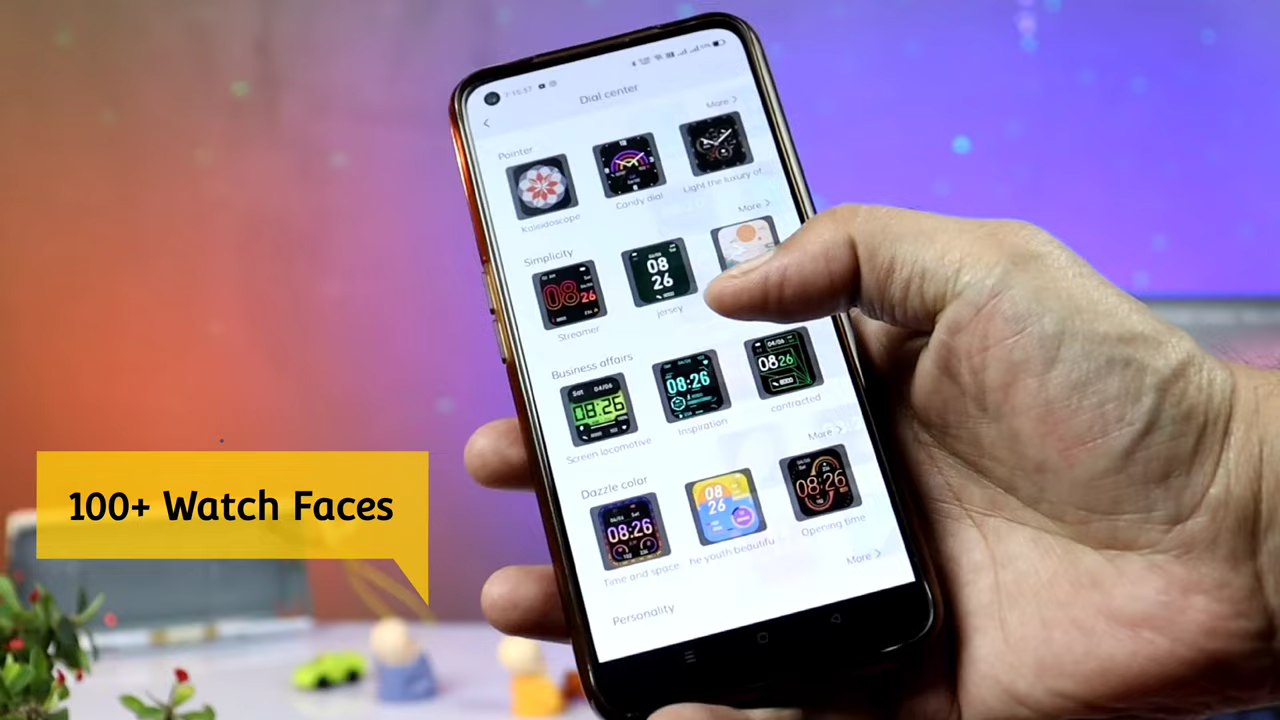 Dial center
More >
Pointer
Kaleidoscope
Candy dial
Light the luxury of...
More >
Simplicity
08 26
Streamer
08
26
jersey
Business affairs
Sat 04/06
08:26
Screen locomotive
08:26
Inspiration
04/06
08 26
contracted
More >
Dazzle color
08:26
Time and space
08
26
he youth beautifu
08:26
Opening time
More >
Personality
100+ Watch Faces